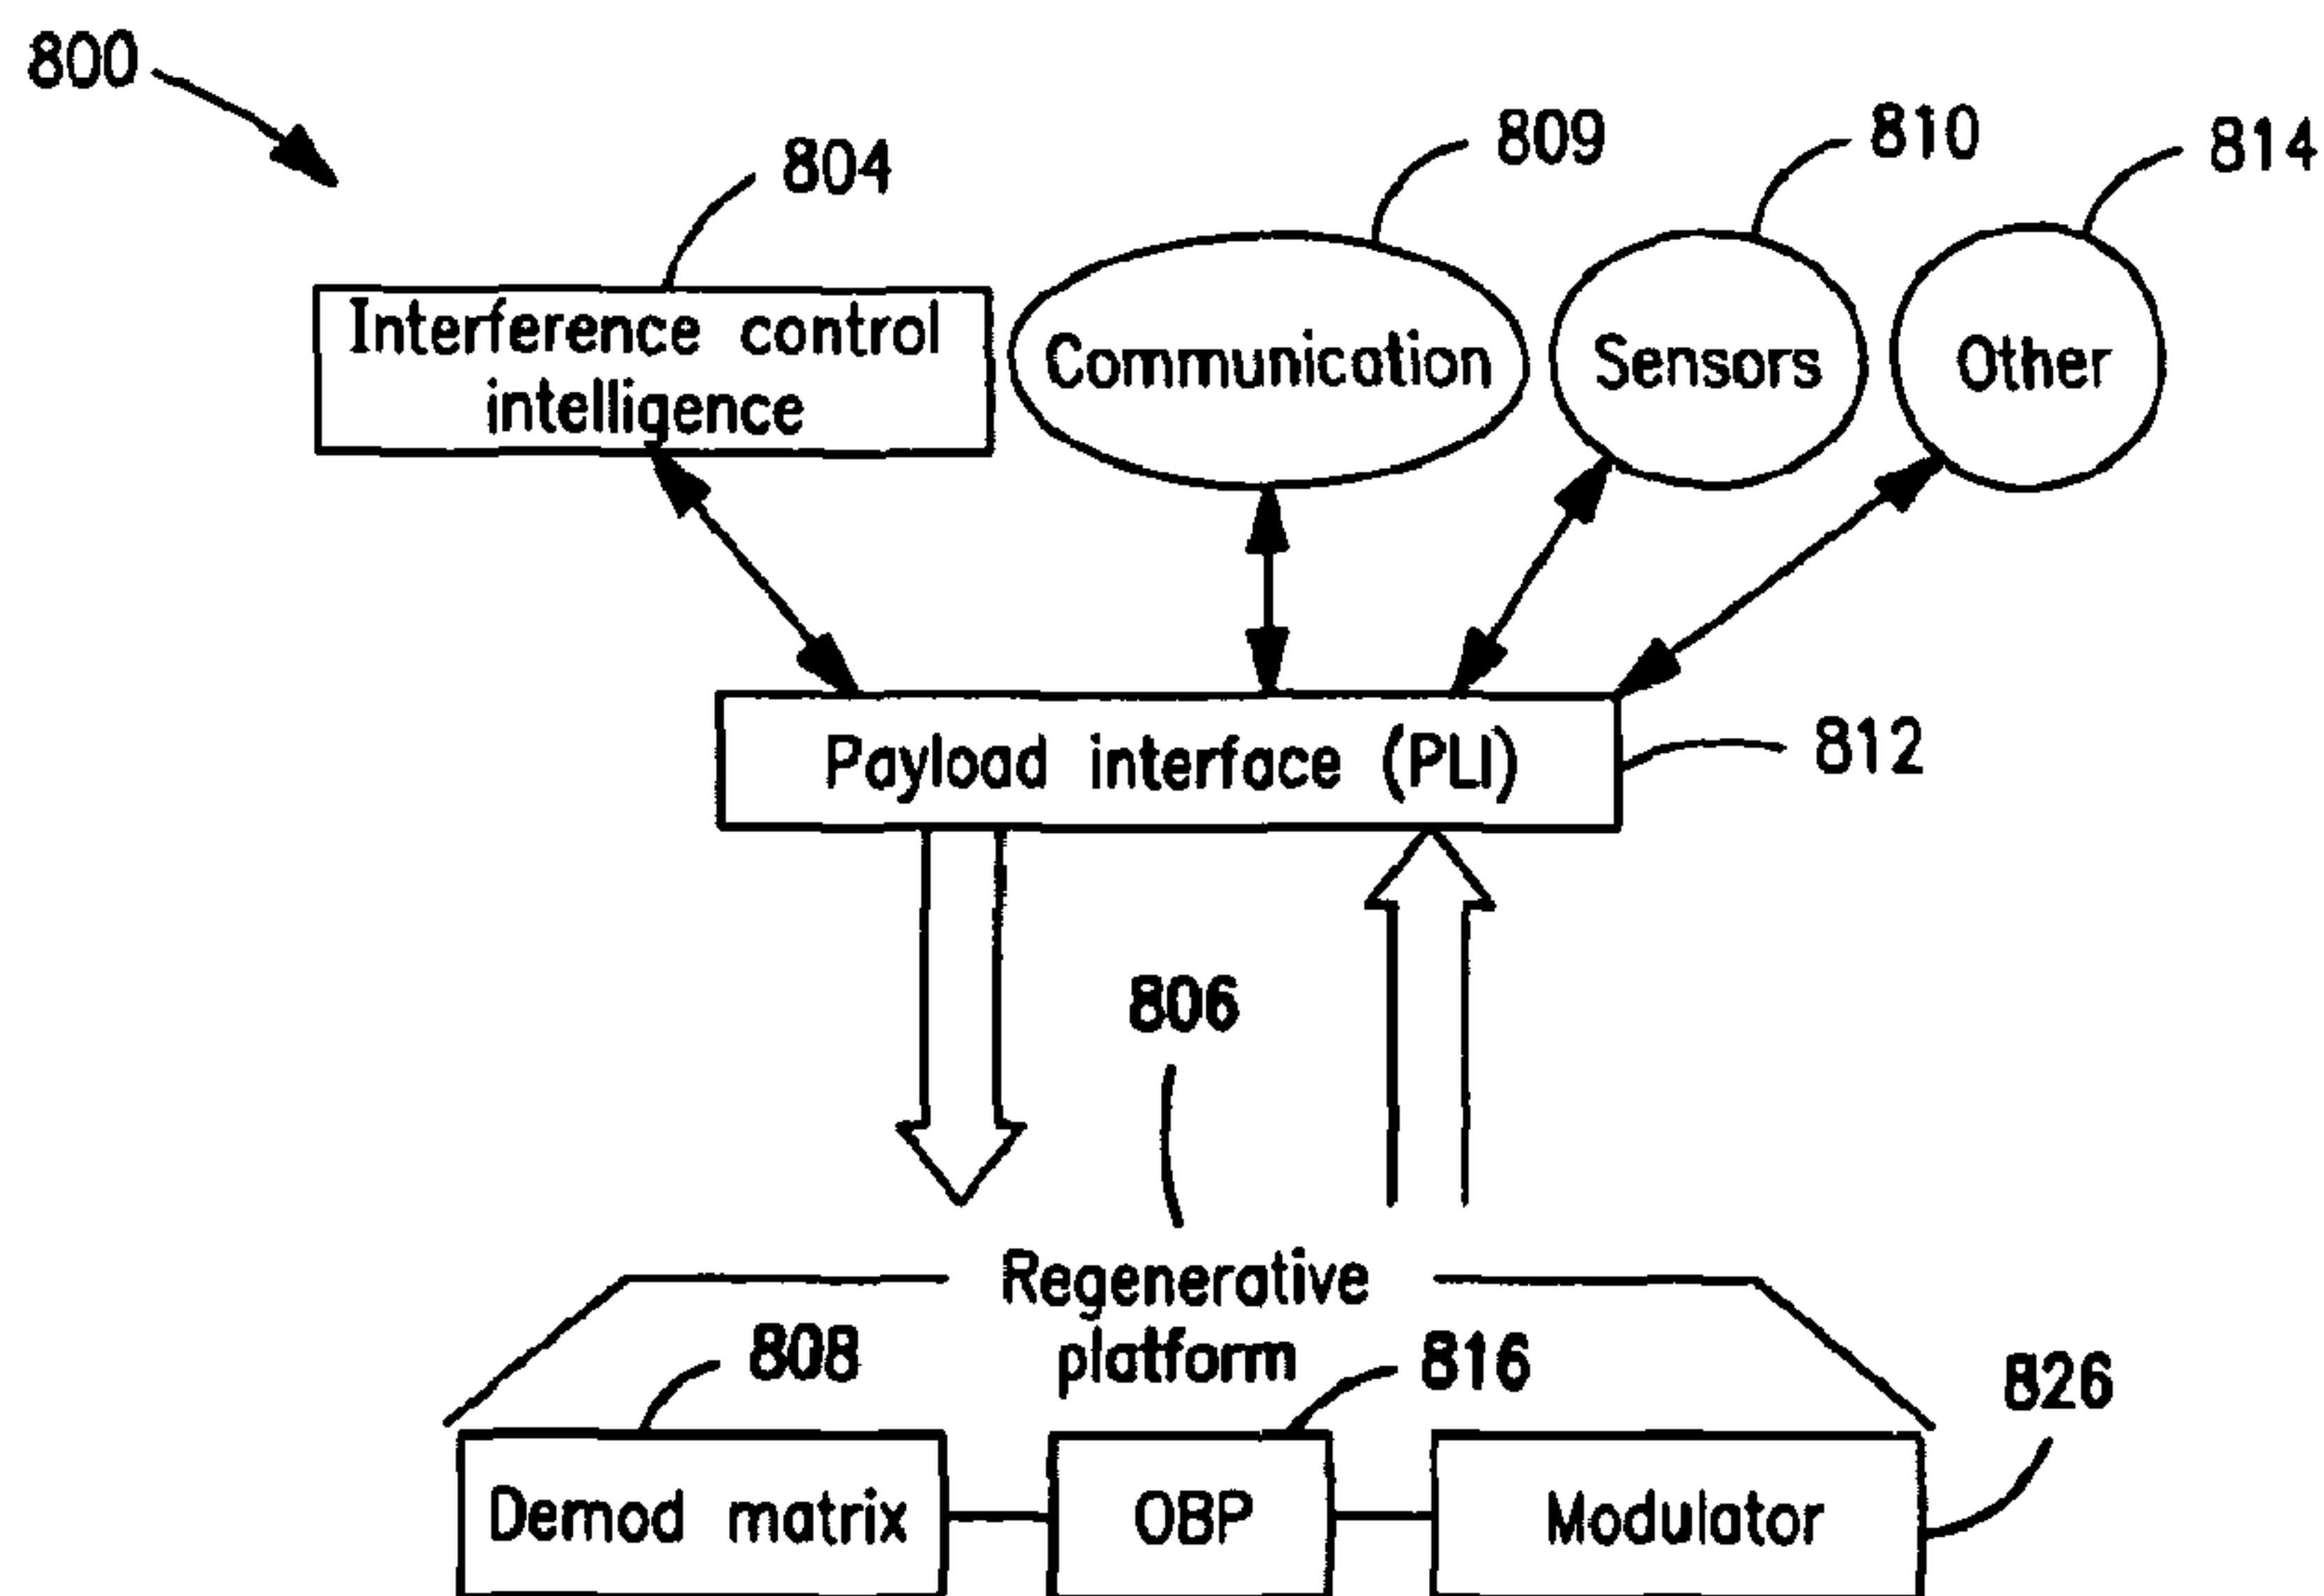 800
804
809
810
814
Interference control
intelligence
Communication
Sensors
Other
Payload interface (PLI)
812
806
Regenerative
platform
808
816
826
Demod matrix
OBP
Modulator